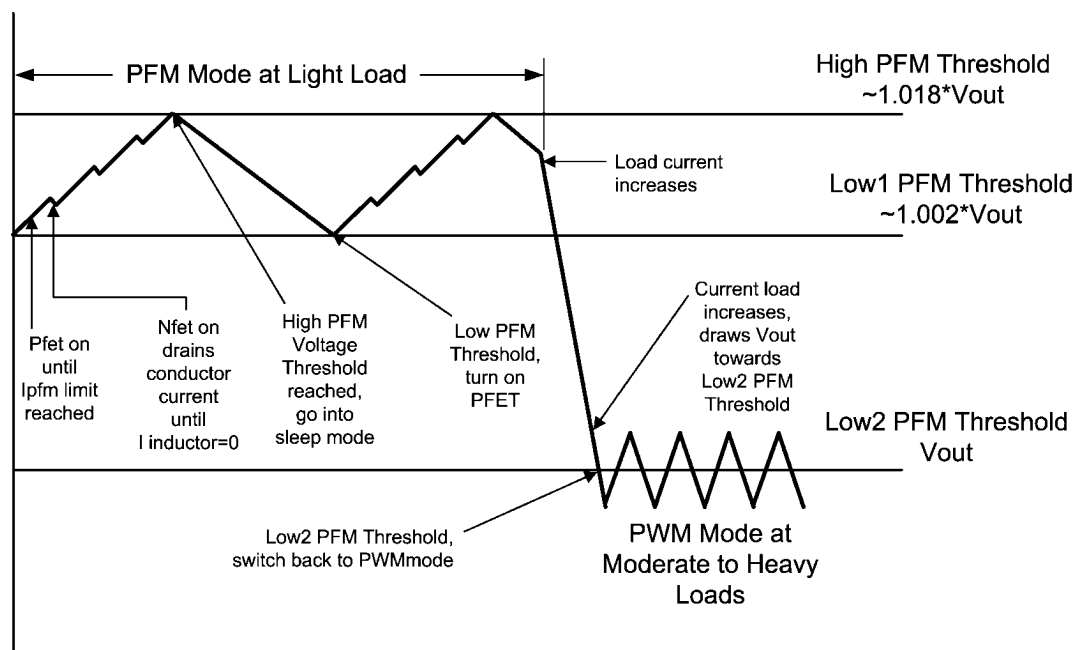 PFM Mode at Light Load
High PFM Threshold
~1.018*Vout
Load current
increases
Low1 PFM Threshold
~1.002*Vout
Pfet on
until
Ipfm limit
reached
Nfet on
drains
conductor
current
until
I inductor=0
High PFM
Voltage
Threshold
reached,
go into
sleep mode
Low PFM
Threshold,
turn on
PFET
Current load
increases,
draws Vout
towards
Low2 PFM
Threshold
Low2 PFM Threshold
Vout
Low2 PFM Threshold,
switch back to PWMmode
PWM Mode at
Moderate to Heavy
Loads